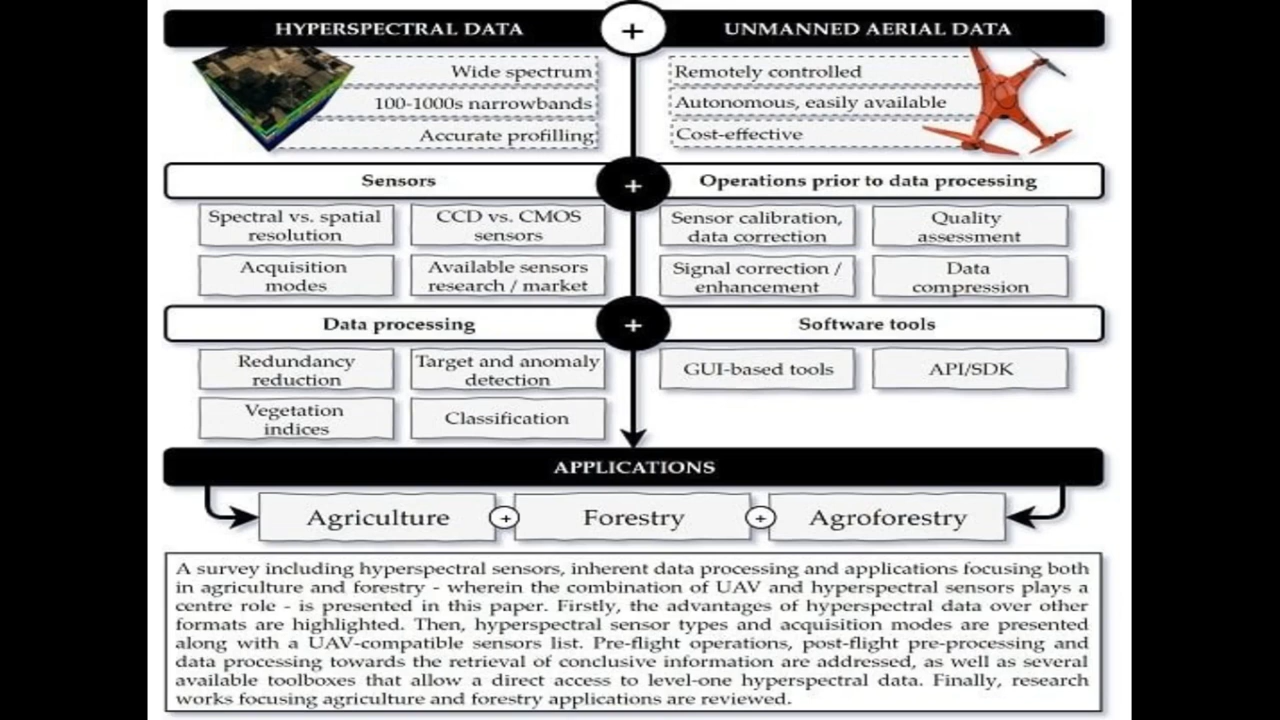 HYPERSPECTRAL DATA
+
UNMANNED AERIAL DATA
Wide spectrum
100-1000s narrowbands
Accurate profilling
Remotely controlled
Autonomous, easily available
Cost-effective
Sensors
+
Operations prior to data processing
Spectral vs. spatial
resolution
CCD vs. CMOS
sensors
Acquisition
modes
Available sensors
research / market
Sensor calibration,
data correction
Quality
assessment
Signal correction /
enhancement
Data
compression
Data processing
+
Software tools
Redundancy
reduction
Target and anomaly
detection
Vegetation
indices
Classification
GUI-based tools
API/SDK
APPLICATIONS
Agriculture
+
Forestry
+
Agroforestry
A survey including hyperspectral sensors, inherent data processing and applications focusing both
in agriculture and forestry - wherein the combination of UAV and hyperspectral sensors plays a
centre role - is presented in this paper. Firstly, the advantages of hyperspectral data over other
formats are highlighted. Then, hyperspectral sensor types and acquisition modes are presented
along with a UAV-compatible sensors list. Pre-flight operations, post-flight pre-processing and
data processing towards the retrieval of conclusive information are addressed, as well as several
available toolboxes that allow a direct access to level-one hyperspectral data. Finally, research
works focusing agriculture and forestry applications are reviewed.